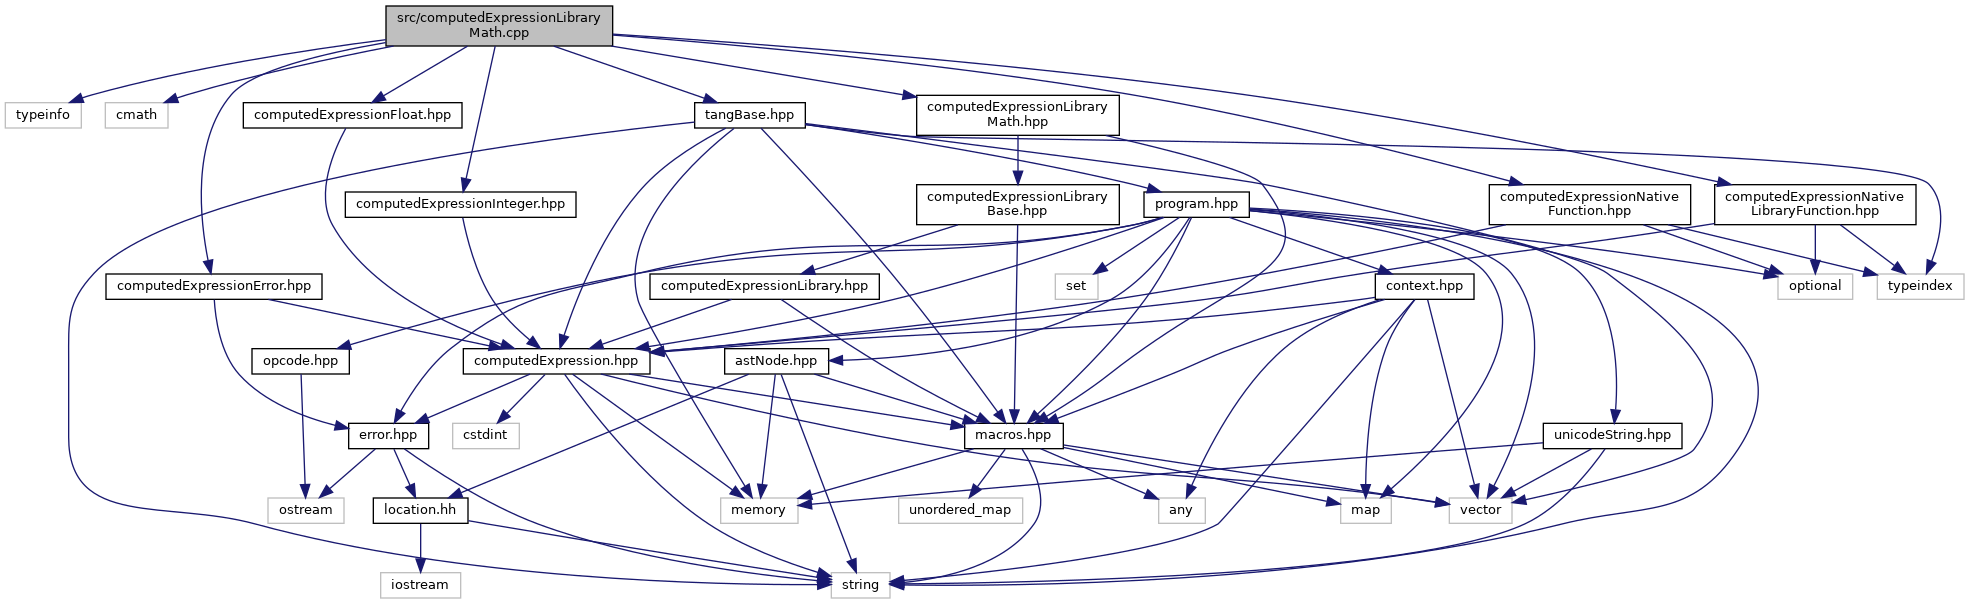 src/computedExpressionLibrary
Math.cpp
typeinfo
cmath
computedExpressionFloat.hpp
tangBase.hpp
computedExpressionLibrary
Math.hpp
computedExpressionInteger.hpp
computedExpressionLibrary
Base.hpp
program.hpp
computedExpressionNative
Function.hpp
computedExpressionNative
LibraryFunction.hpp
computedExpressionError.hpp
computedExpressionLibrary.hpp
set
context.hpp
optional
typeindex
opcode.hpp
computedExpression.hpp
astNode.hpp
error.hpp
cstdint
macros.hpp
unicodeString.hpp
ostream
location.hh
memory
unordered_map
any
map
vector
iostream
string